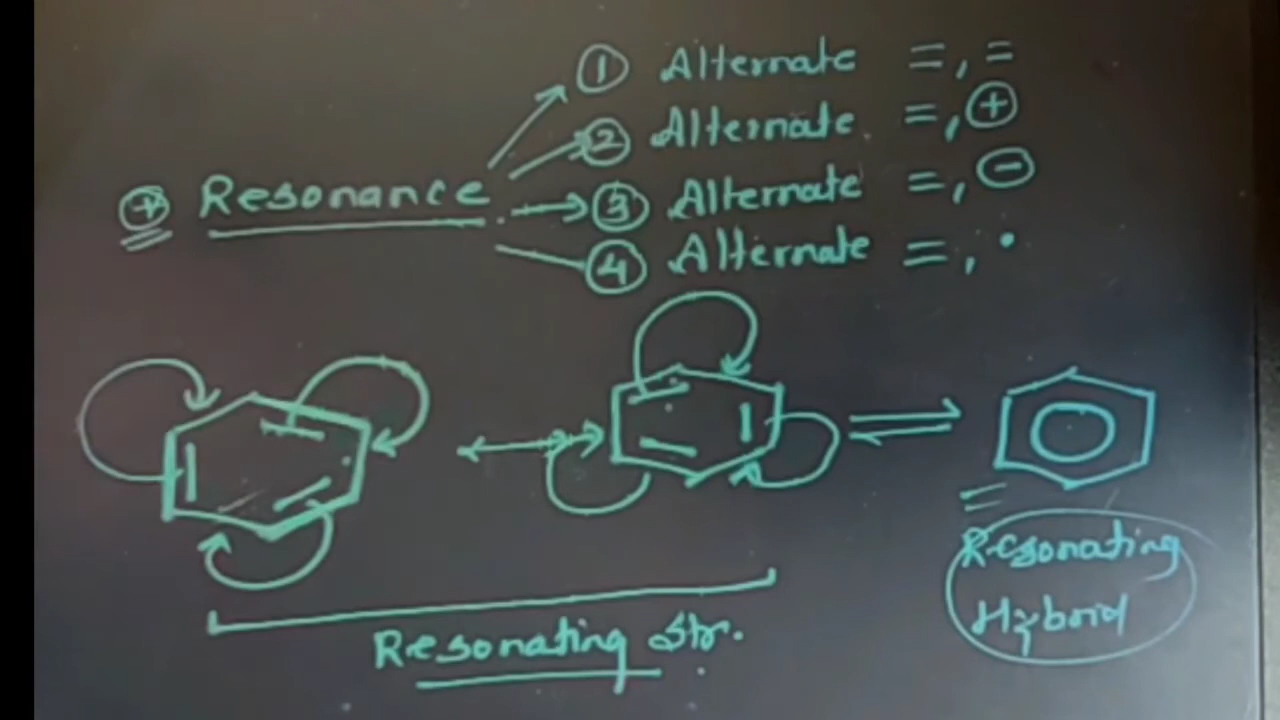 ① Alternate =, =
② Alternate =, ⊕
⊕ Resonance
③ Alternate =, ⊖
④ Alternate =, •
Resonating Str.
Resonating
Hybrid